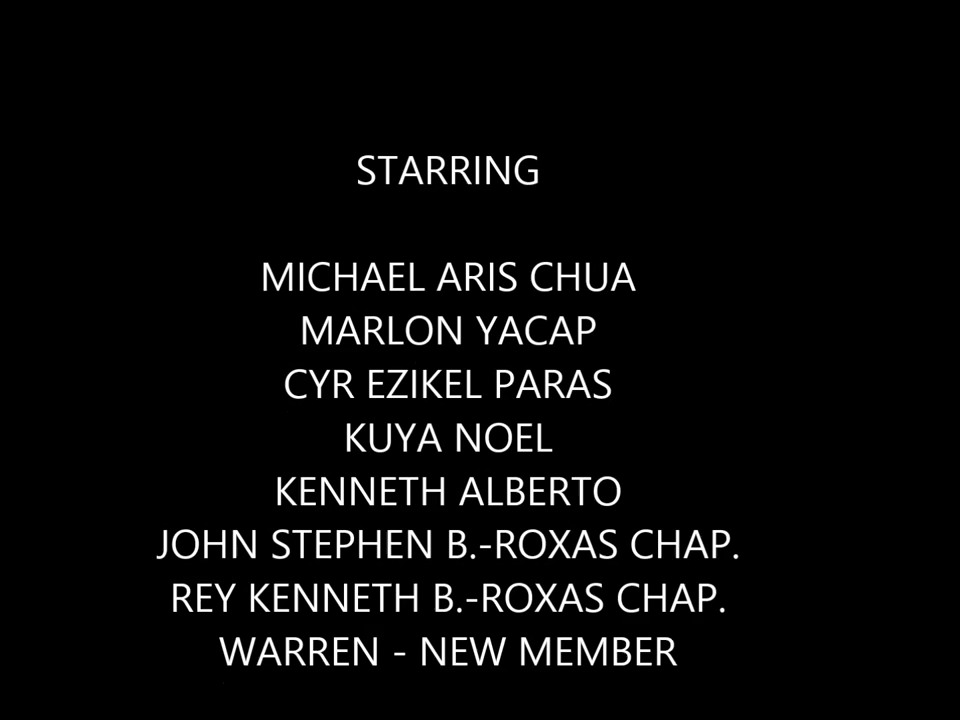 STARRING
MICHAEL ARIS CHUA
MARLON YACAP
CYR EZIKEL PARAS
KUYA NOEL
KENNETH ALBERTO
JOHN STEPHEN B.-ROXAS CHAP.
REY KENNETH B.-ROXAS CHAP.
WARREN - NEW MEMBER